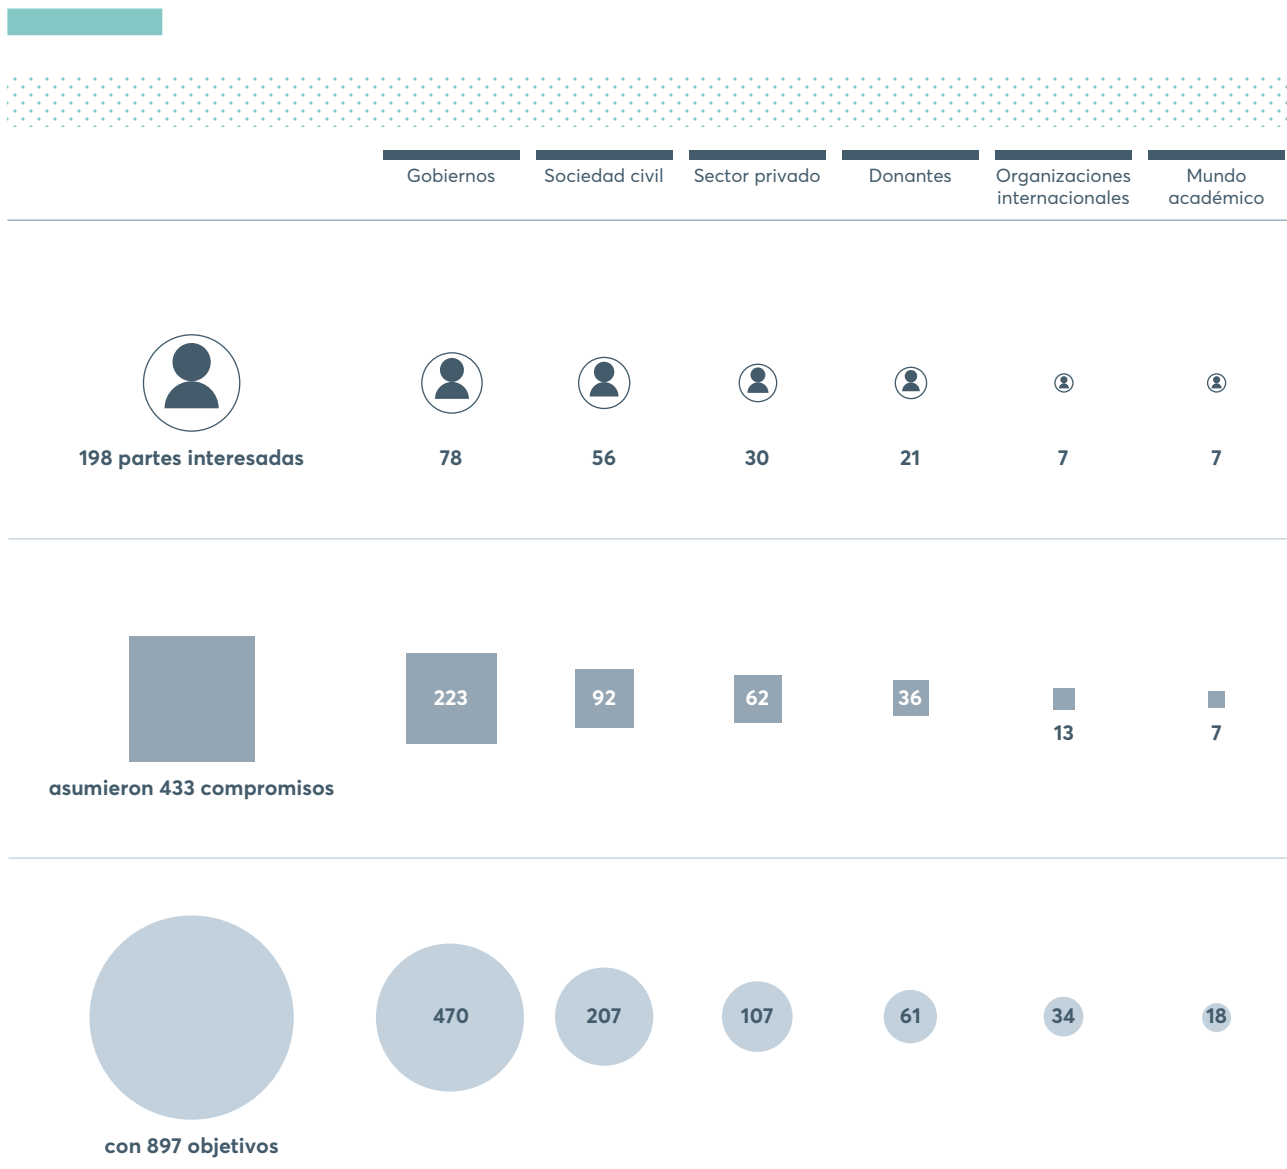 Gobiernos
Sociedad civil
Sector privado
Donantes
Organizaciones
internacionales
Mundo
académico
198 partes interesadas
78
56
30
21
7
7
223
92
62
36
13
7
asumieron 433 compromisos
470
207
107
61
34
18
con 897 objetivos